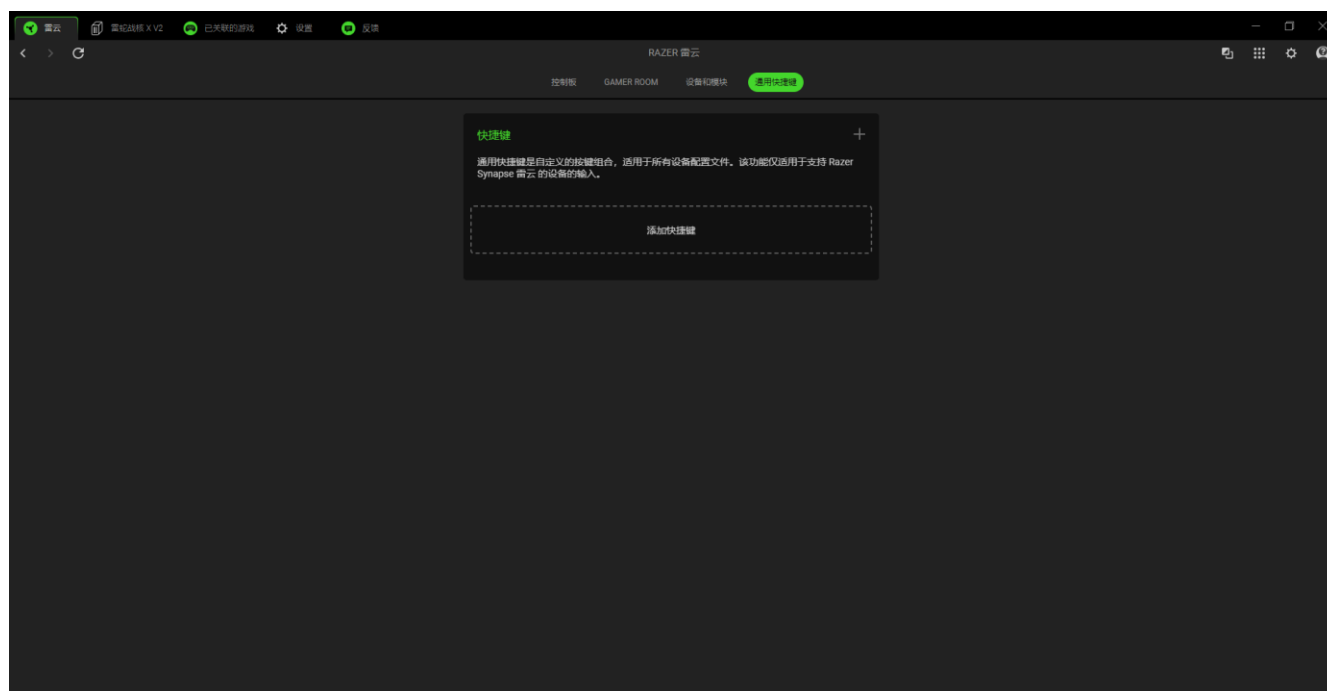 雷云
雷蛇战核 X V2
已关联的游戏
设置
反馈
RAZER 雷云
控制板
GAMER ROOM
设备和模块
通用快捷键
快捷键
通用快捷键是自定义的按键组合，适用于所有设备配置文件。该功能仅适用于支持 Razer
Synapse 雷云 的设备的输入。
添加快捷键